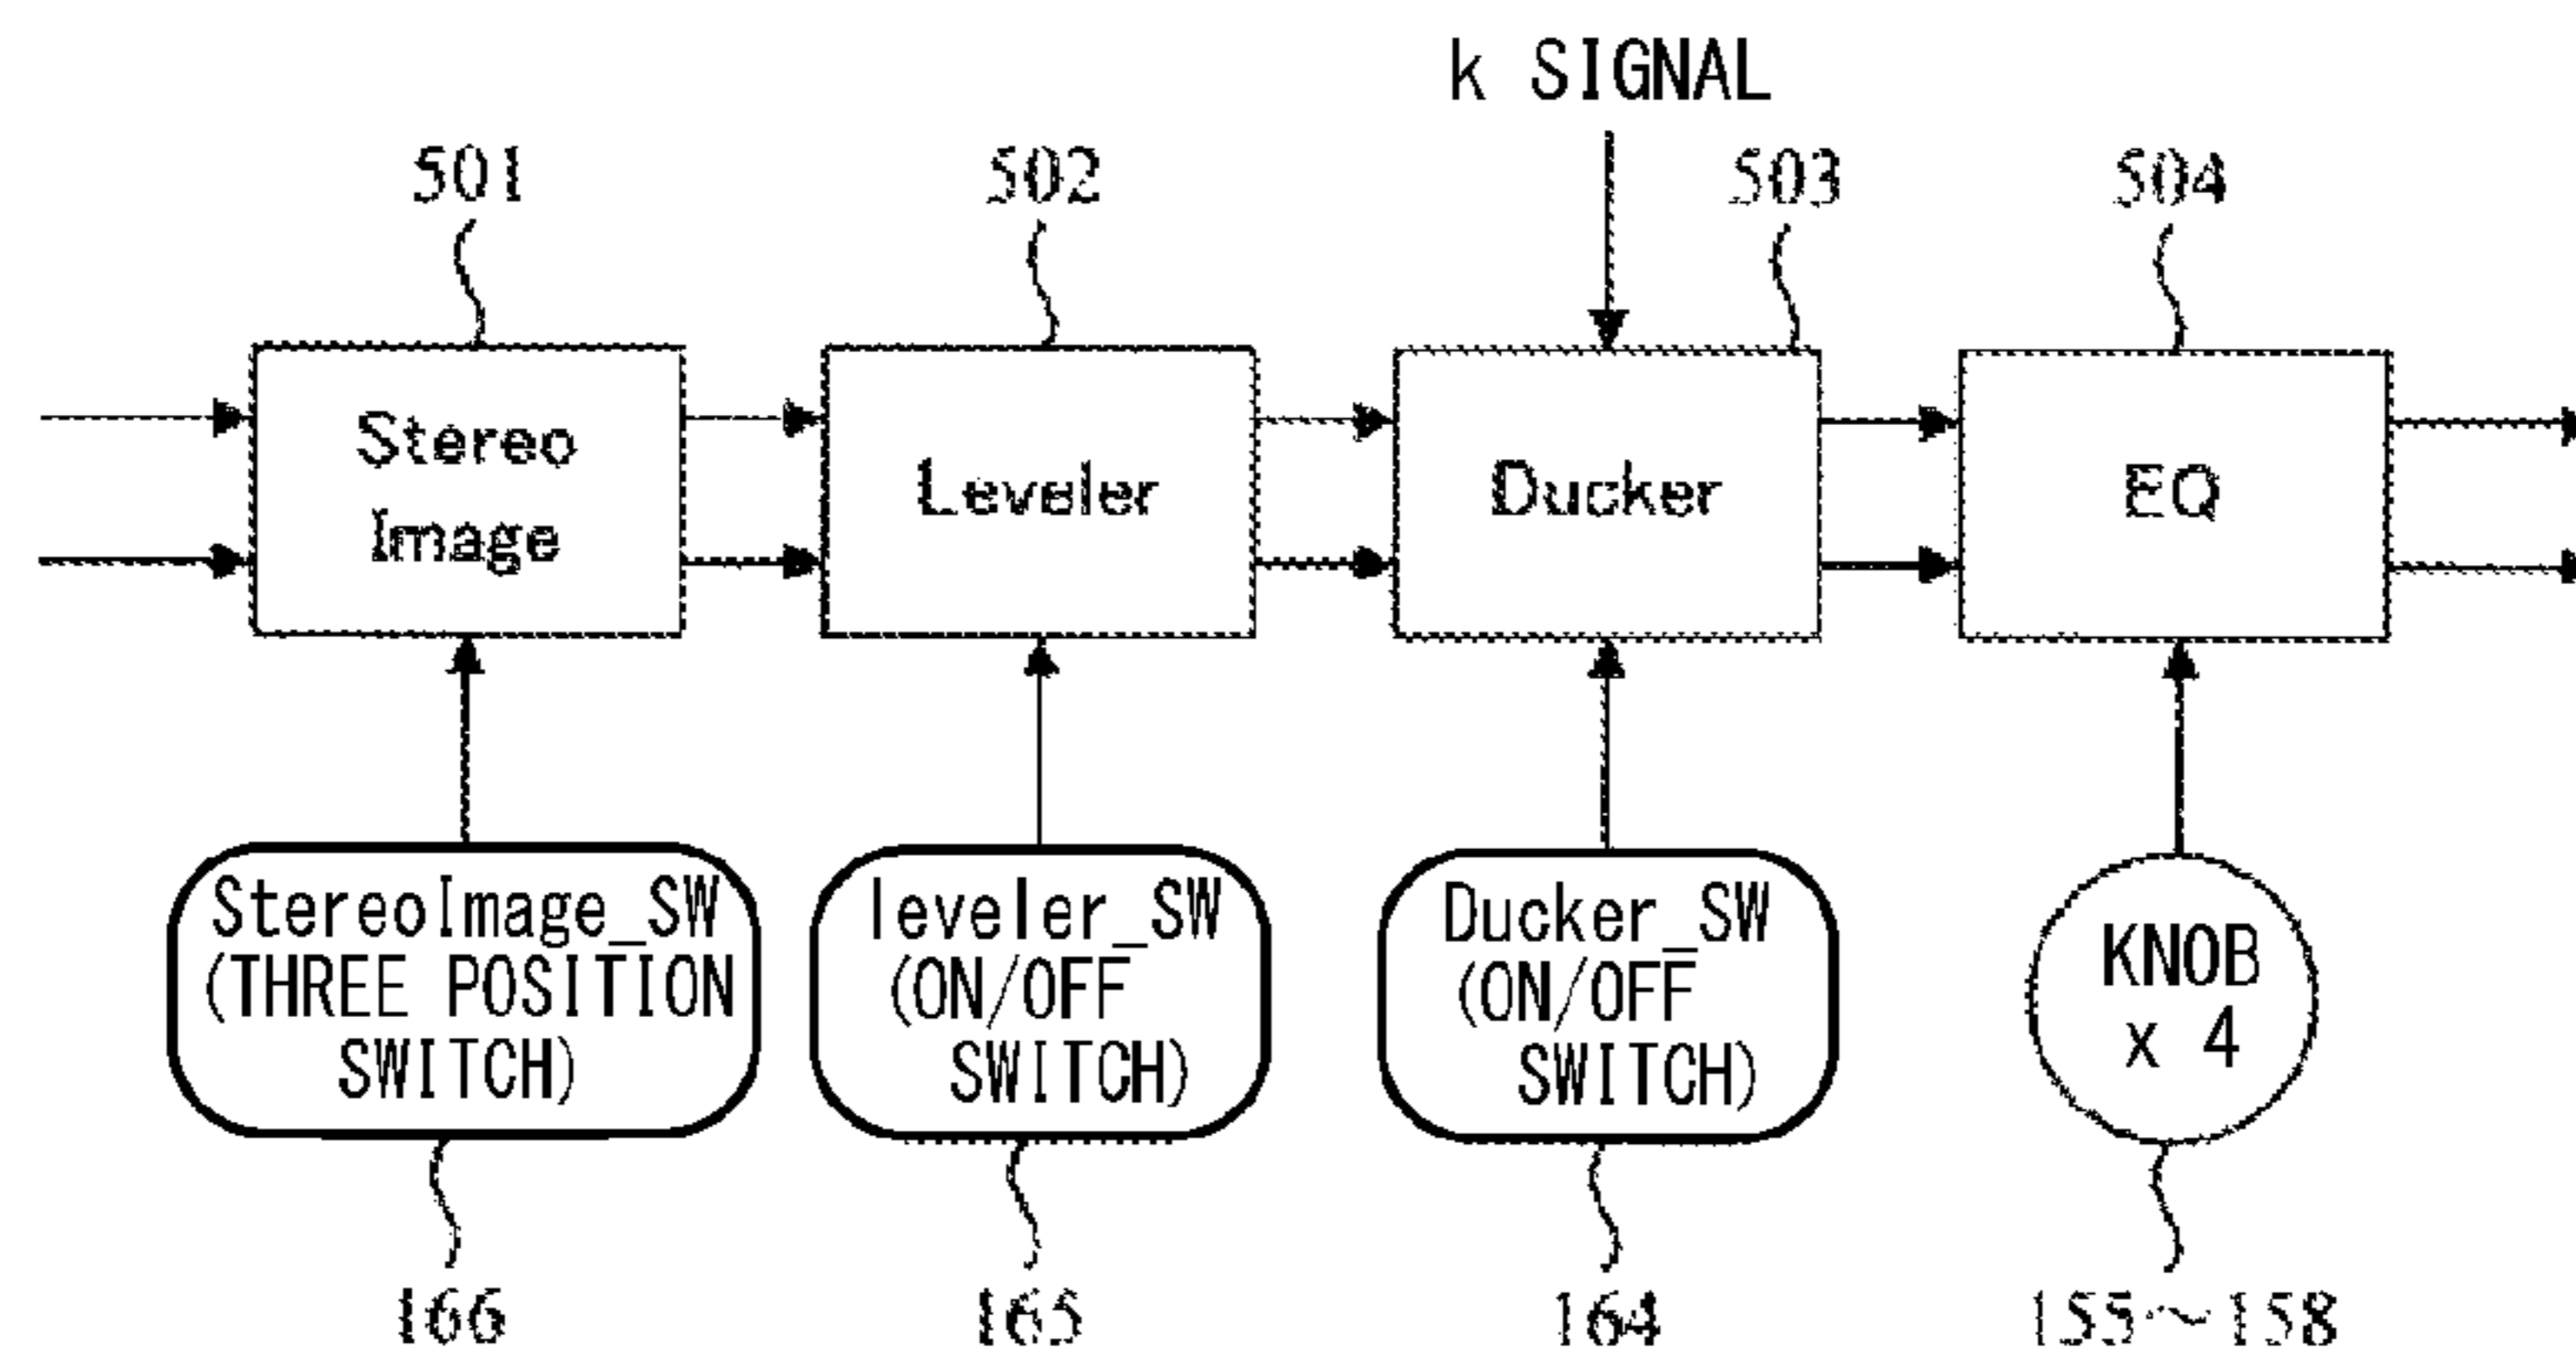 k SIGNAL
501
502
503
504
Stereo
Image
Leveler
Ducker
EQ
StereoImage_SW
(THREE POSITION
SWITCH)
leveler_SW
(ON/OFF
SWITCH)
Ducker_SW
(ON/OFF
SWITCH)
KNOB
x 4
166
165
164
155~158